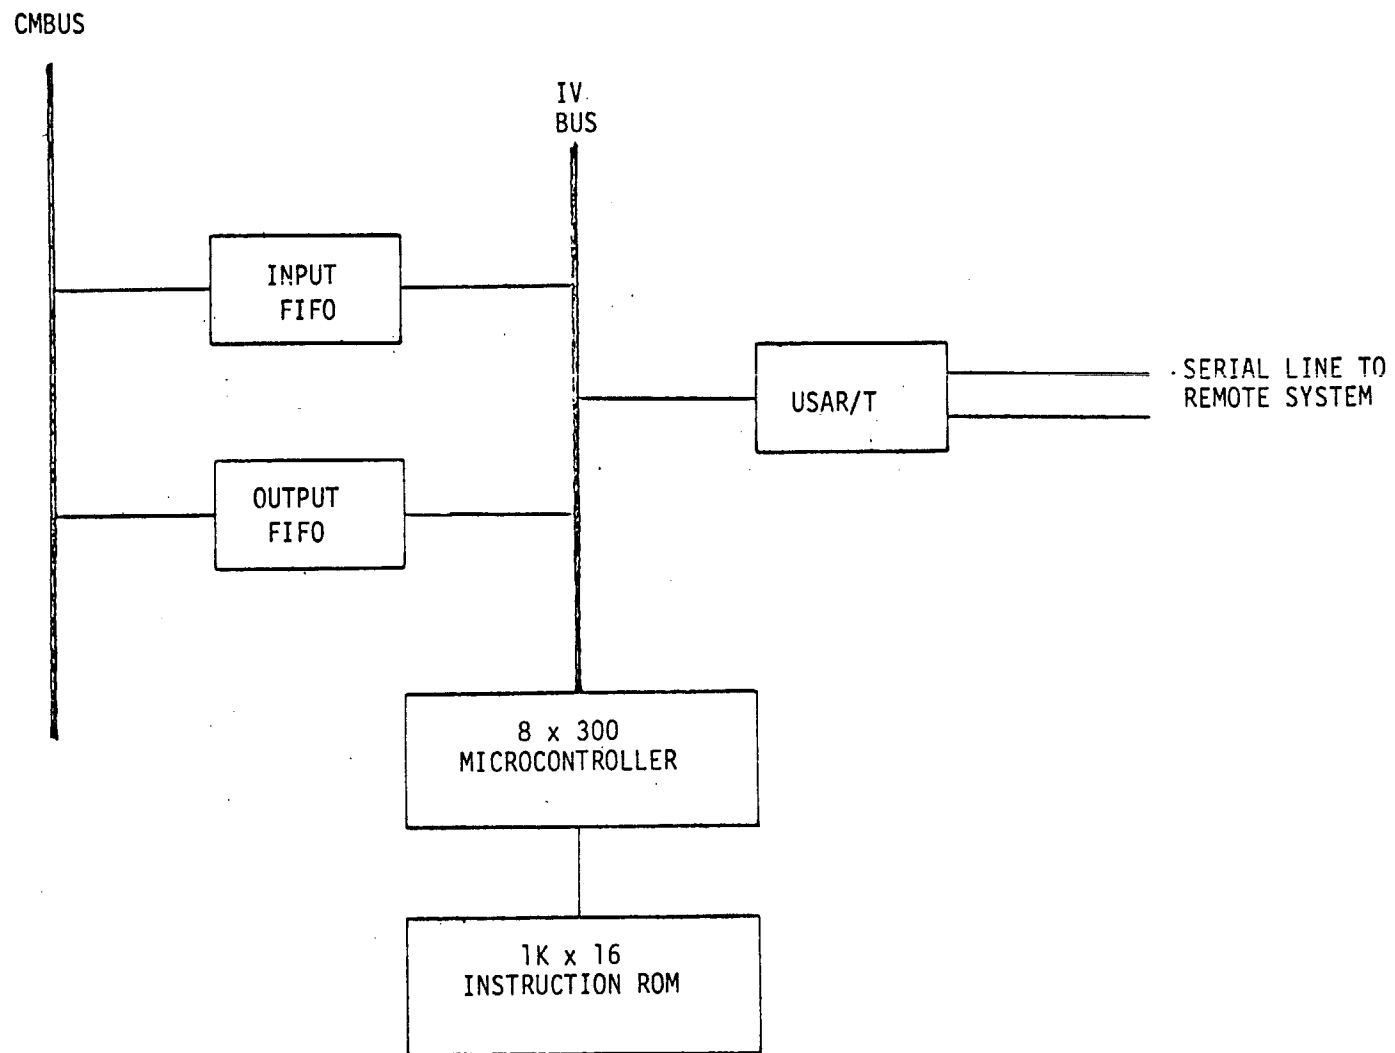 CMBUS
IV
BUS
INPUT
FIFO
SERIAL LINE TO
REMOTE SYSTEM
USAR/T
OUTPUT
FIFO
8 x 300
MICROCONTROLLER
1K x 16
INSTRUCTION ROM